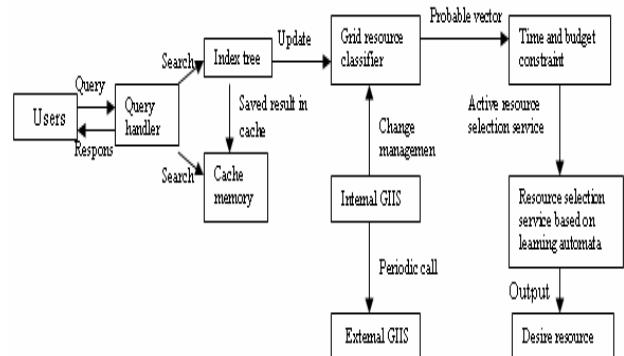 Probable vector
Grid resource
classifier
Time and budget
constraint
Update
Index tree
Search
Query
Users
Query
handler
Respons
Saved result in
cache
Search
Cache
memory
Change
managemen
Active resource
selection service
Internal GIIS
Resource selection
service based on
learning automata
Periodic call
Output
External GIIS
Desire resource